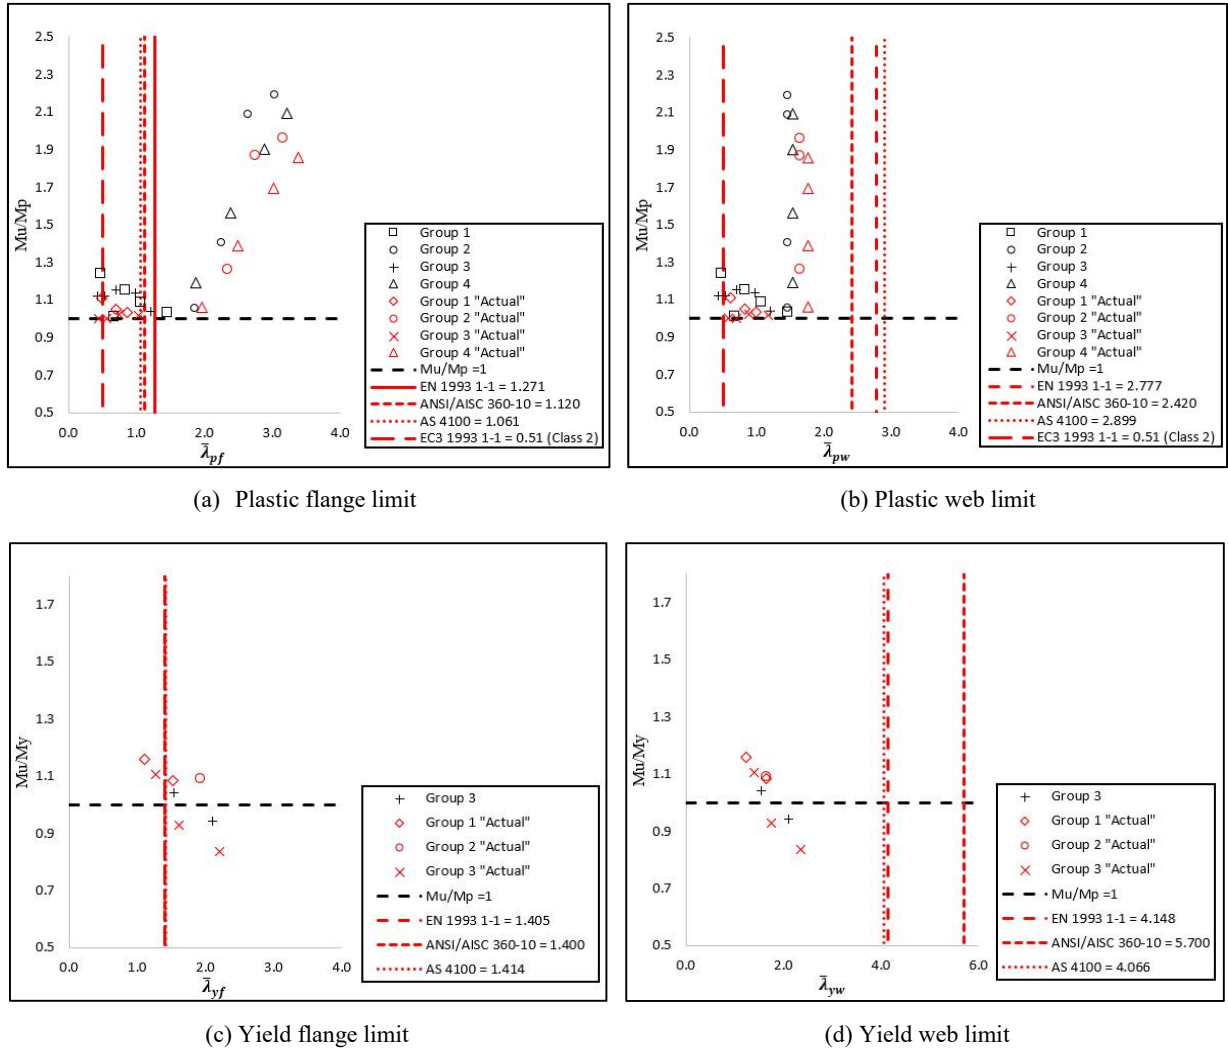 2.5
2.3
2.1
1.9
1.7
1.5
1.3
1.1
0.9
0.7
0.5
Mu/Mp
0.0 1.0 2.0 3.0 4.0
λ̄pf
Group 1
Group 2
Group 3
Group 4
Group 1 "Actual"
Group 2 "Actual"
Group 3 "Actual"
Group 4 "Actual"
Mu/Mp =1
EN 1993 1-1 = 1.271
ANSI/AISC 360-10 = 1.120
AS 4100 = 1.061
EC3 1993 1-1 = 0.51 (Class 2)
(a) Plastic flange limit
2.5
2.3
2.1
1.9
1.7
1.5
1.3
1.1
0.9
0.7
0.5
Mu/Mp
0.0 1.0 2.0 3.0 4.0
λ̄pw
Group 1
Group 2
Group 3
Group 4
Group 1 "Actual"
Group 2 "Actual"
Group 3 "Actual"
Group 4 "Actual"
Mu/Mp =1
EN 1993 1-1 = 2.777
ANSI/AISC 360-10 = 2.420
AS 4100 = 2.899
EC3 1993 1-1 = 0.51 (Class 2)
(b) Plastic web limit
1.7
1.5
1.3
1.1
0.9
0.7
0.5
Mu/My
0.0 1.0 2.0 3.0 4.0
λ̄yf
Group 3
Group 1 "Actual"
Group 2 "Actual"
Group 3 "Actual"
Mu/Mp =1
EN 1993 1-1 = 1.405
ANSI/AISC 360-10 = 1.400
AS 4100 = 1.414
(c) Yield flange limit
1.7
1.5
1.3
1.1
0.9
0.7
0.5
Mu/My
0.0 2.0 4.0 6.0
λ̄yw
Group 3
Group 1 "Actual"
Group 2 "Actual"
Group 3 "Actual"
Mu/Mp =1
EN 1993 1-1 = 4.148
ANSI/AISC 360-10 = 5.700
AS 4100 = 4.066
(d) Yield web limit